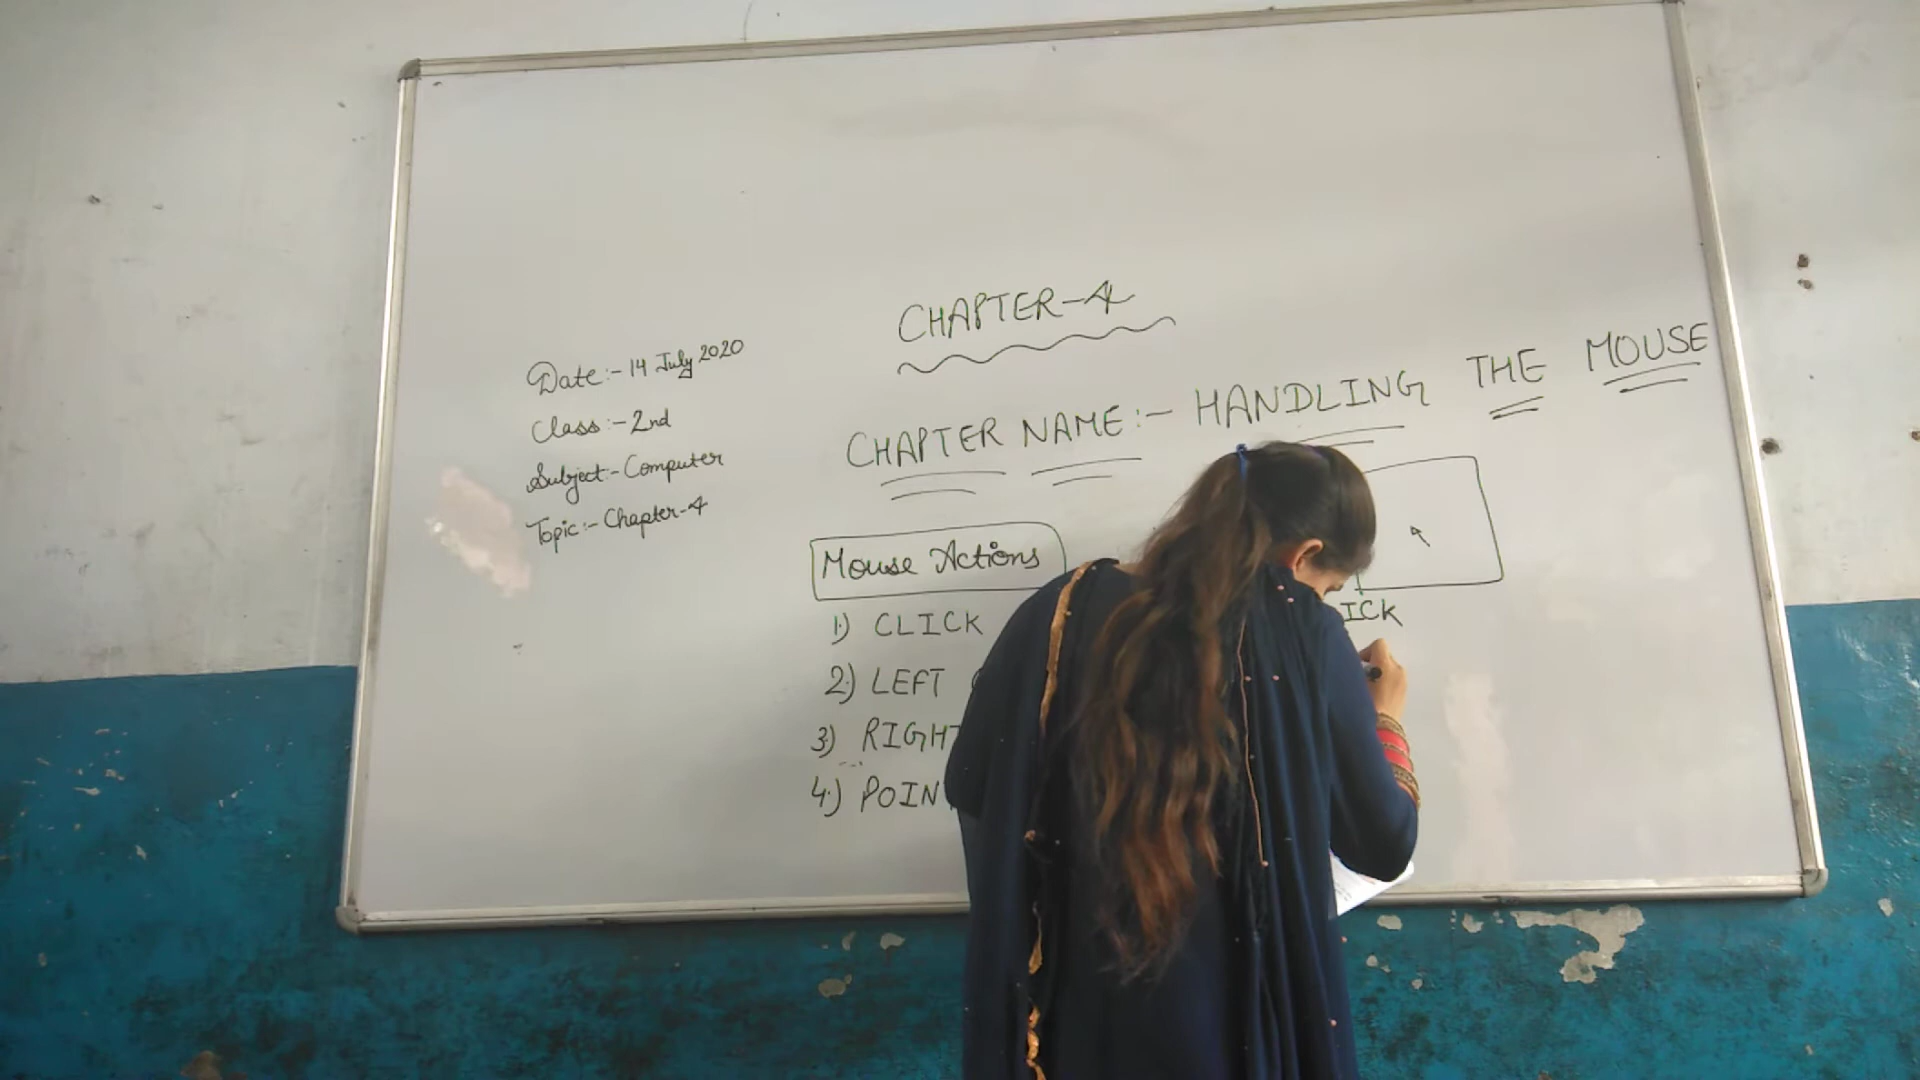 CHAPTER-4
Date:- 14 July 2020
Class:- 2nd
Subject:- Computer
Topic:- Chapter-4
CHAPTER NAME:- HANDLING THE MOUSE
Mouse Actions
1) CLICK
2) LEFT
3) RIGHT
4) POIN
ICK